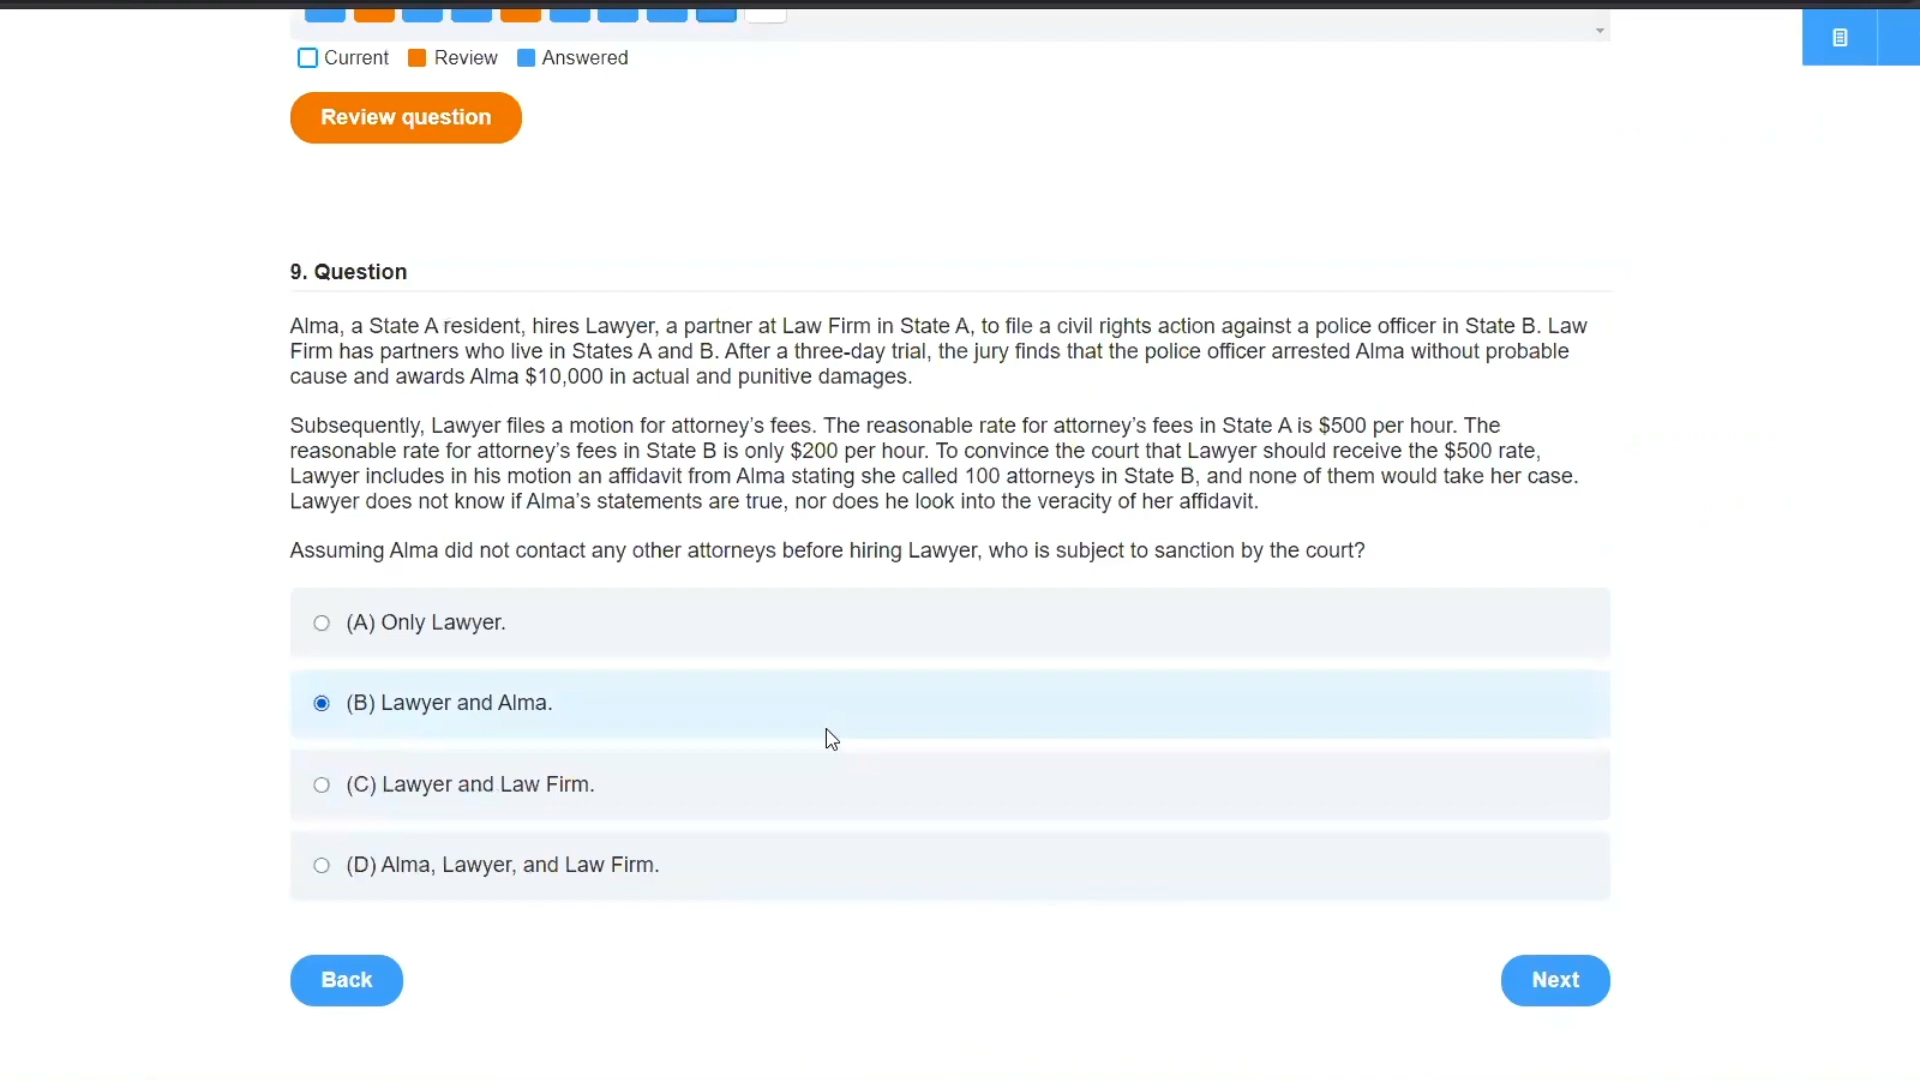 Current Review Answered
Review question
9. Question
Alma, a State A resident, hires Lawyer, a partner at Law Firm in State A, to file a civil rights action against a police officer in State B. Law
Firm has partners who live in States A and B. After a three-day trial, the jury finds that the police officer arrested Alma without probable
cause and awards Alma $10,000 in actual and punitive damages.
Subsequently, Lawyer files a motion for attorney’s fees. The reasonable rate for attorney’s fees in State A is $500 per hour. The
reasonable rate for attorney’s fees in State B is only $200 per hour. To convince the court that Lawyer should receive the $500 rate,
Lawyer includes in his motion an affidavit from Alma stating she called 100 attorneys in State B, and none of them would take her case.
Lawyer does not know if Alma’s statements are true, nor does he look into the veracity of her affidavit.
Assuming Alma did not contact any other attorneys before hiring Lawyer, who is subject to sanction by the court?
(A) Only Lawyer.
(B) Lawyer and Alma.
(C) Lawyer and Law Firm.
(D) Alma, Lawyer, and Law Firm.
Back Next